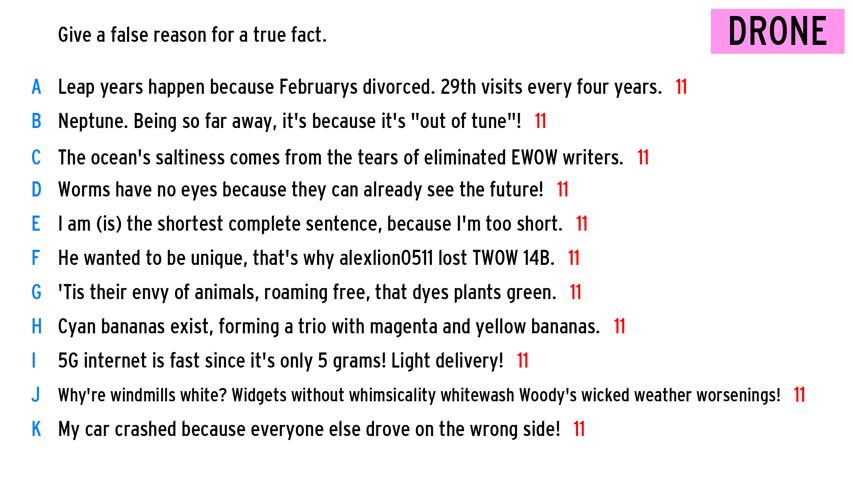 Give a false reason for a true fact.
DRONE
A Leap years happen because Februarys divorced. 29th visits every four years. 11
B Neptune. Being so far away, it's because it's "out of tune"! 11
C The ocean's saltiness comes from the tears of eliminated EWOW writers. 11
D Worms have no eyes because they can already see the future! 11
E I am (is) the shortest complete sentence, because I'm too short. 11
F He wanted to be unique, that's why alexlion0511 lost TWOW 14B. 11
G 'Tis their envy of animals, roaming free, that dyes plants green. 11
H Cyan bananas exist, forming a trio with magenta and yellow bananas. 11
I 5G internet is fast since it's only 5 grams! Light delivery! 11
J Why're windmills white? Widgets without whimsicality whitewash Woody's wicked weather worsenings! 11
K My car crashed because everyone else drove on the wrong side! 11